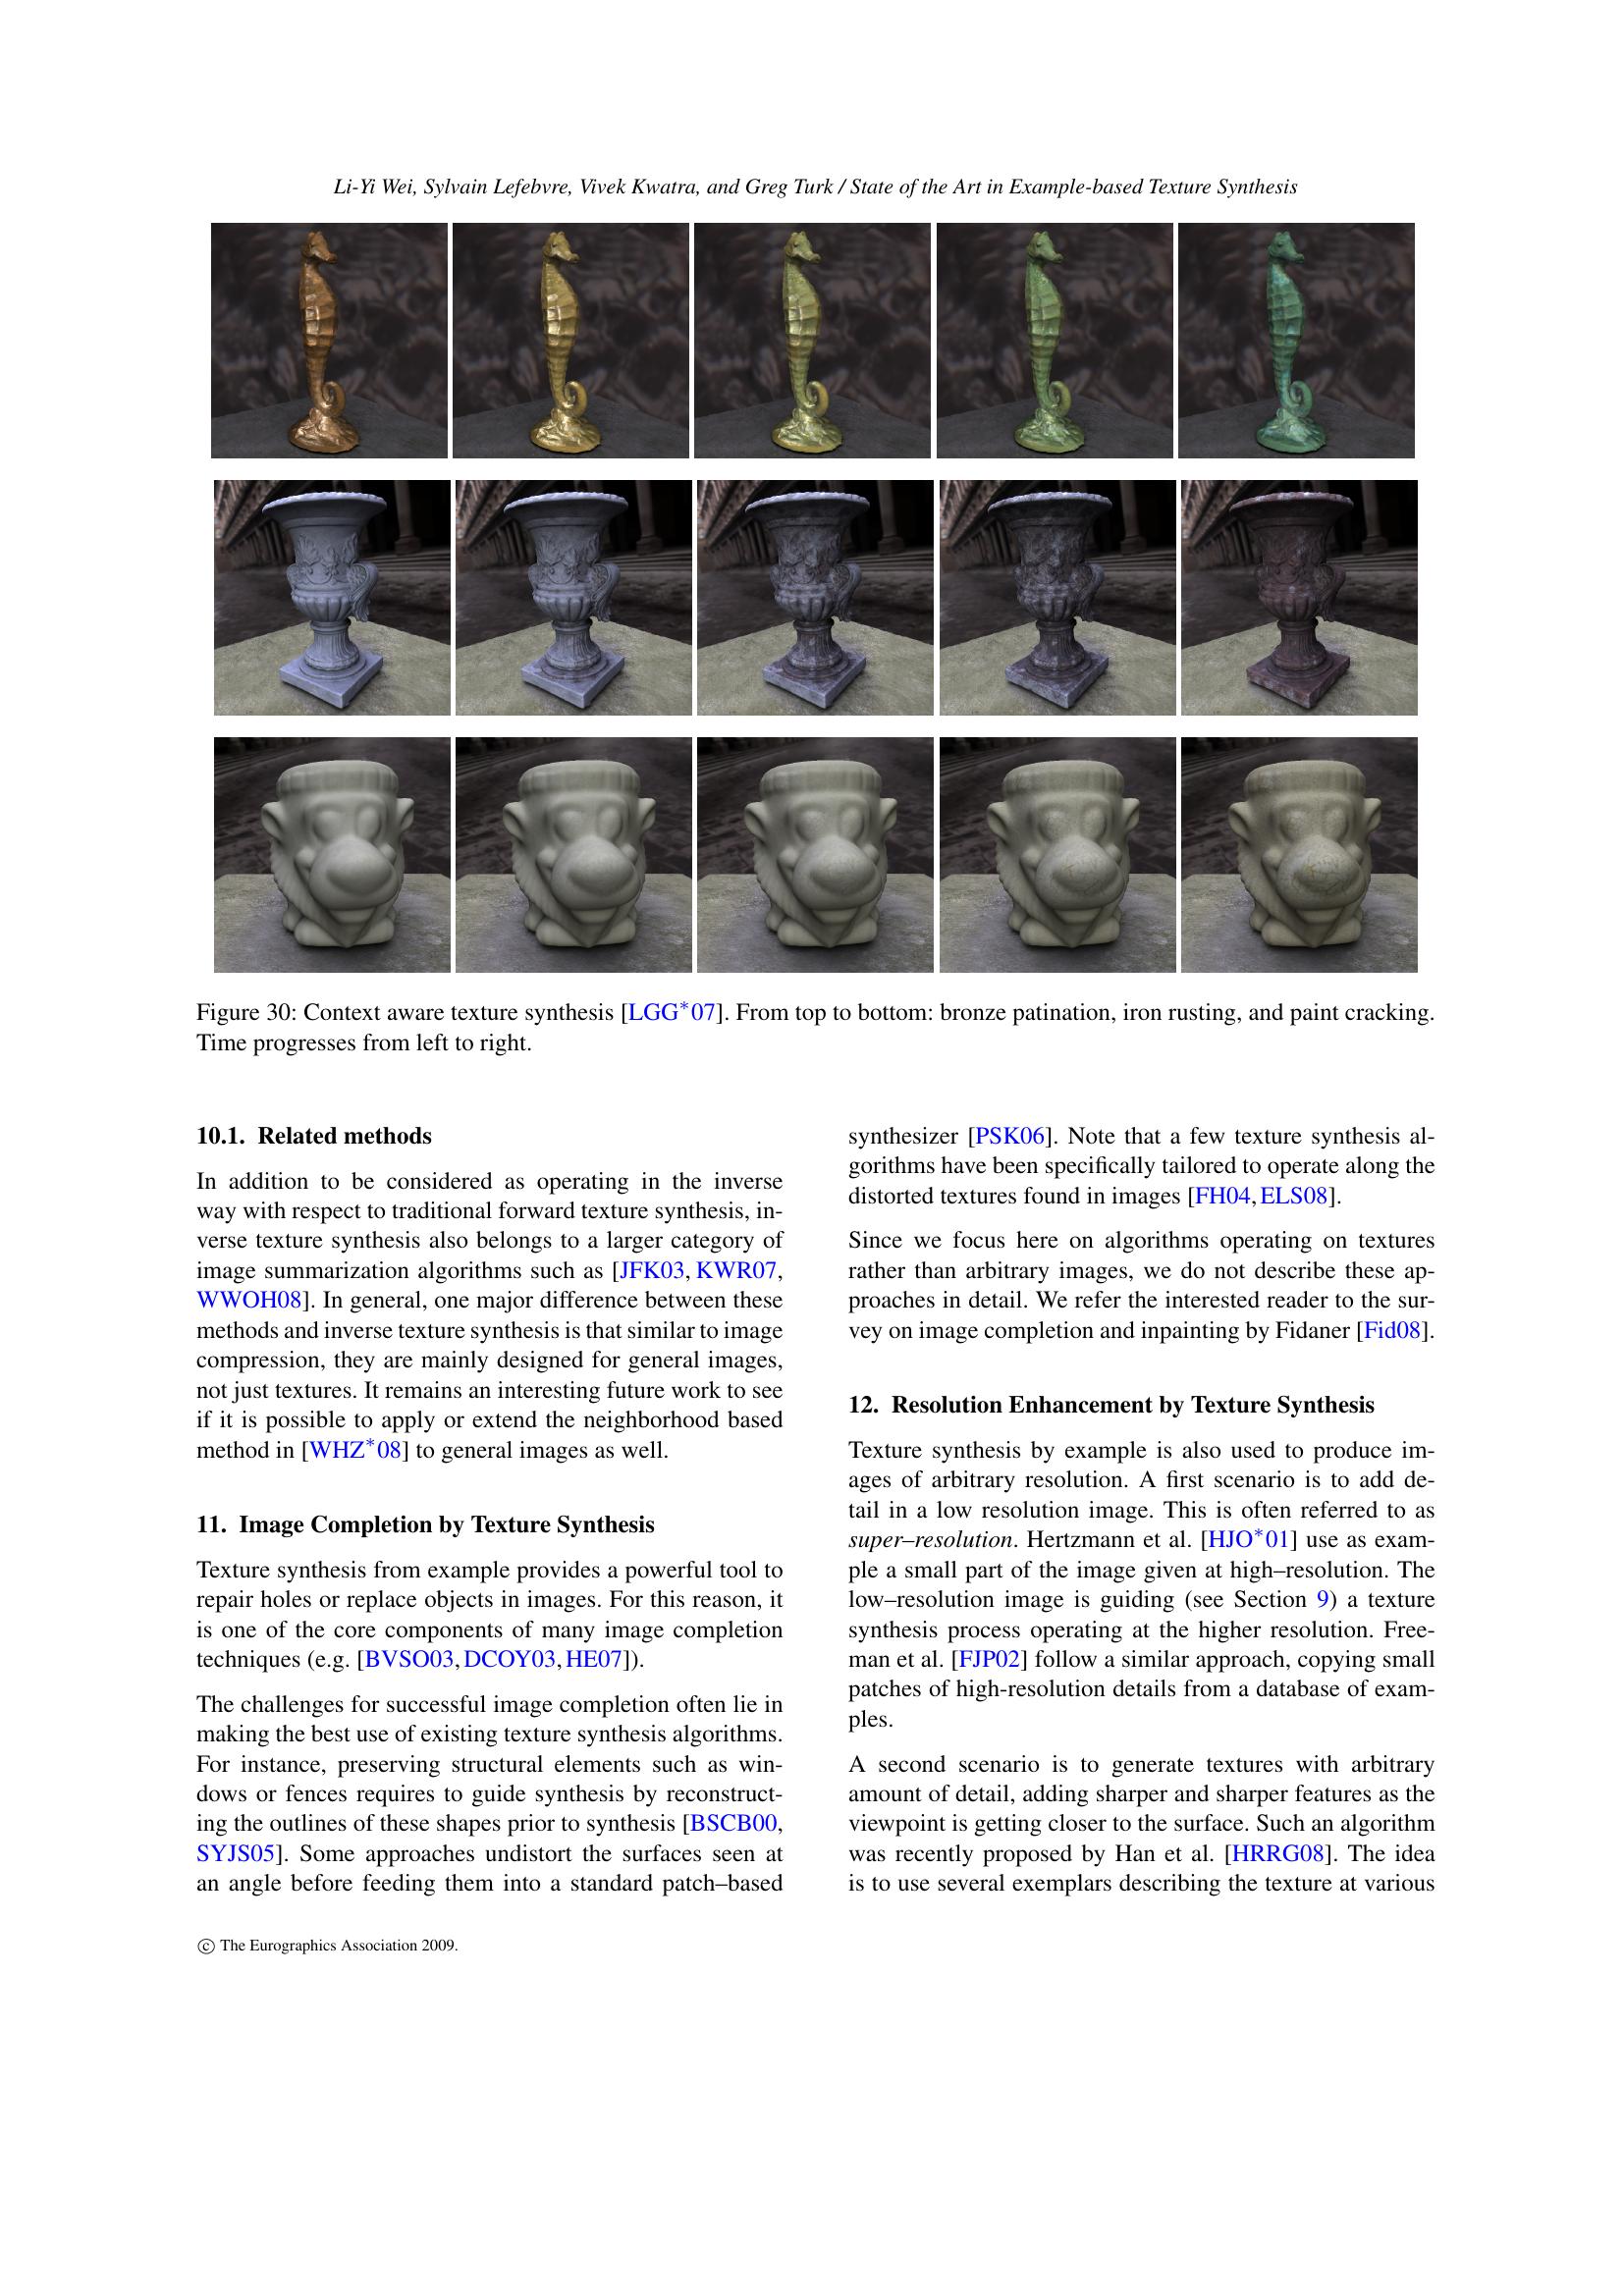 Li-Yi Wei, Sylvain Lefebvre, Vivek Kwatra, and Greg Turk / State of the Art in Example-based Texture Synthesis
Figure 30: Context aware texture synthesis [LGG*07]. From top to bottom: bronze patination, iron rusting, and paint cracking.
Time progresses from left to right.
10.1. Related methods
In addition to be considered as operating in the inverse
way with respect to traditional forward texture synthesis, in-
verse texture synthesis also belongs to a larger category of
image summarization algorithms such as [JFK03, KWR07,
WWOH08]. In general, one major difference between these
methods and inverse texture synthesis is that similar to image
compression, they are mainly designed for general images,
not just textures. It remains an interesting future work to see
if it is possible to apply or extend the neighborhood based
method in [WHZ*08] to general images as well.
11. Image Completion by Texture Synthesis
Texture synthesis from example provides a powerful tool to
repair holes or replace objects in images. For this reason, it
is one of the core components of many image completion
techniques (e.g. [BVSO03, DCOY03, HE07]).
The challenges for successful image completion often lie in
making the best use of existing texture synthesis algorithms.
For instance, preserving structural elements such as win-
dows or fences requires to guide synthesis by reconstruct-
ing the outlines of these shapes prior to synthesis [BSCB00,
SYJS05]. Some approaches undistort the surfaces seen at
an angle before feeding them into a standard patch–based
synthesizer [PSK06]. Note that a few texture synthesis al-
gorithms have been specifically tailored to operate along the
distorted textures found in images [FH04, ELS08].
Since we focus here on algorithms operating on textures
rather than arbitrary images, we do not describe these ap-
proaches in detail. We refer the interested reader to the sur-
vey on image completion and inpainting by Fidaner [Fid08].
12. Resolution Enhancement by Texture Synthesis
Texture synthesis by example is also used to produce im-
ages of arbitrary resolution. A first scenario is to add de-
tail in a low resolution image. This is often referred to as
super–resolution. Hertzmann et al. [HJO*01] use as exam-
ple a small part of the image given at high–resolution. The
low–resolution image is guiding (see Section 9) a texture
synthesis process operating at the higher resolution. Free-
man et al. [FJP02] follow a similar approach, copying small
patches of high-resolution details from a database of exam-
ples.
A second scenario is to generate textures with arbitrary
amount of detail, adding sharper and sharper features as the
viewpoint is getting closer to the surface. Such an algorithm
was recently proposed by Han et al. [HRRG08]. The idea
is to use several exemplars describing the texture at various
© The Eurographics Association 2009.